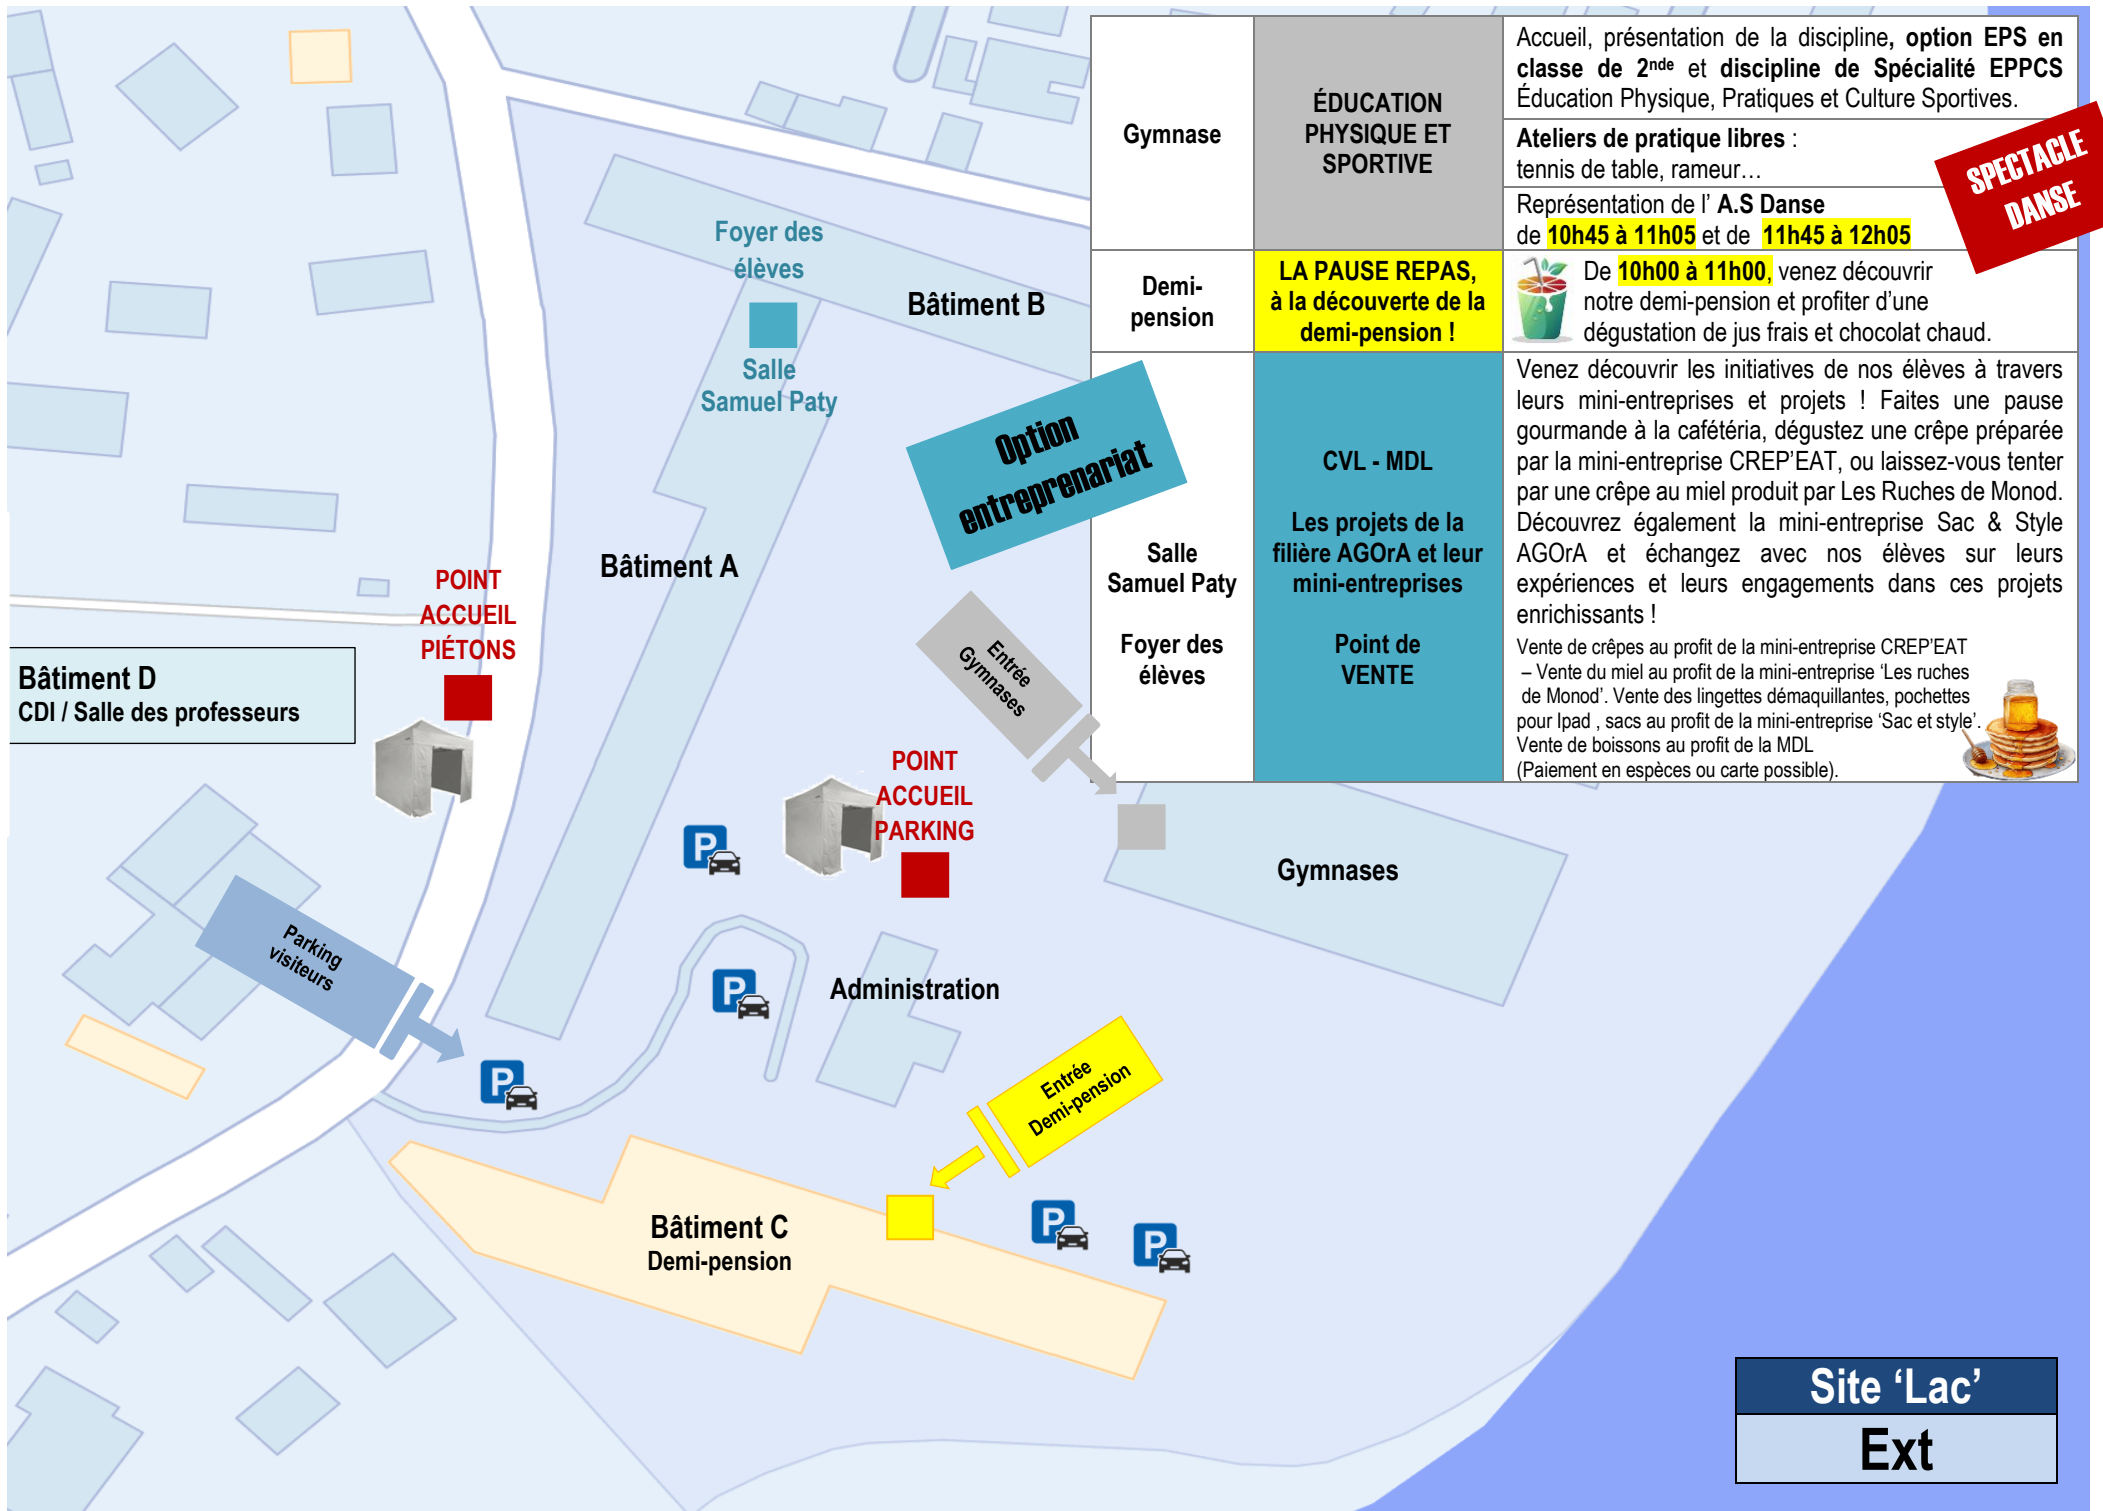 Gymnase
ÉDUCATION
PHYSIQUE ET
SPORTIVE
Accueil, présentation de la discipline, option EPS en
classe de 2nde et discipline de Spécialité EPPCS
Éducation Physique, Pratiques et Culture Sportives.
Ateliers de pratique libres :
tennis de table, rameur…
Représentation de l’ A.S Danse
de 10h45 à 11h05 et de 11h45 à 12h05
SPECTACLE
DANSE
Demi-
pension
LA PAUSE REPAS,
à la découverte de la
demi-pension !
De 10h00 à 11h00, venez découvrir
notre demi-pension et profiter d’une
dégustation de jus frais et chocolat chaud.
Salle
Samuel Paty
Foyer des
élèves
CVL - MDL
Les projets de la
filière AGOrA et leur
mini-entreprises
Point de
VENTE
Venez découvrir les initiatives de nos élèves à travers
leurs mini-entreprises et projets ! Faites une pause
gourmande à la cafétéria, dégustez une crêpe préparée
par la mini-entreprise CREP’EAT, ou laissez-vous tenter
par une crêpe au miel produit par Les Ruches de Monod.
Découvrez également la mini-entreprise Sac & Style
AGOrA et échangez avec nos élèves sur leurs
expériences et leurs engagements dans ces projets
enrichissants !
Vente de crêpes au profit de la mini-entreprise CREP’EAT
– Vente du miel au profit de la mini-entreprise ‘Les ruches
de Monod’. Vente des lingettes démaquillantes, pochettes
pour Ipad , sacs au profit de la mini-entreprise ‘Sac et style’.
Vente de boissons au profit de la MDL
(Paiement en espèces ou carte possible).
Foyer des
élèves
Salle
Samuel Paty
Bâtiment B
Option
entreprenariat
Bâtiment A
POINT
ACCUEIL
PIÉTONS
Bâtiment D
CDI / Salle des professeurs
Entrée
Gymnases
POINT
ACCUEIL
PARKING
P
Gymnases
Parking
visiteurs
P
Administration
P
Entrée
Demi-pension
Bâtiment C
Demi-pension
P
P
Site ‘Lac’
Ext